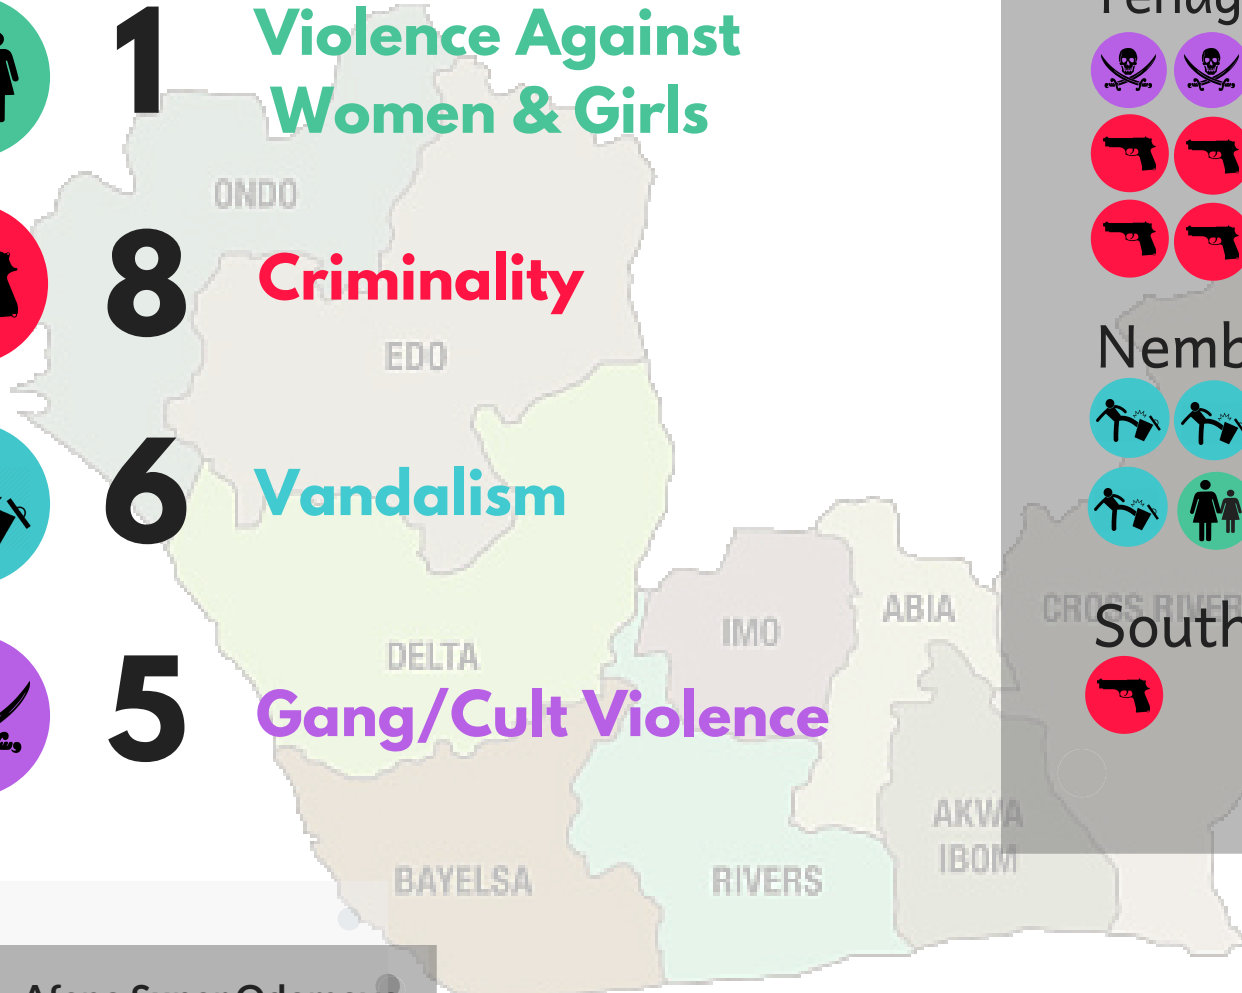 1
Violence Against
Women & Girls
8
Criminality
6
Vandalism
5
Gang/Cult Violence
ONDO
EDO
DELTA
IMO
ABIA
CROSS RIVER
AKWA
IBOM
BAYELSA
RIVERS
Nemb
South